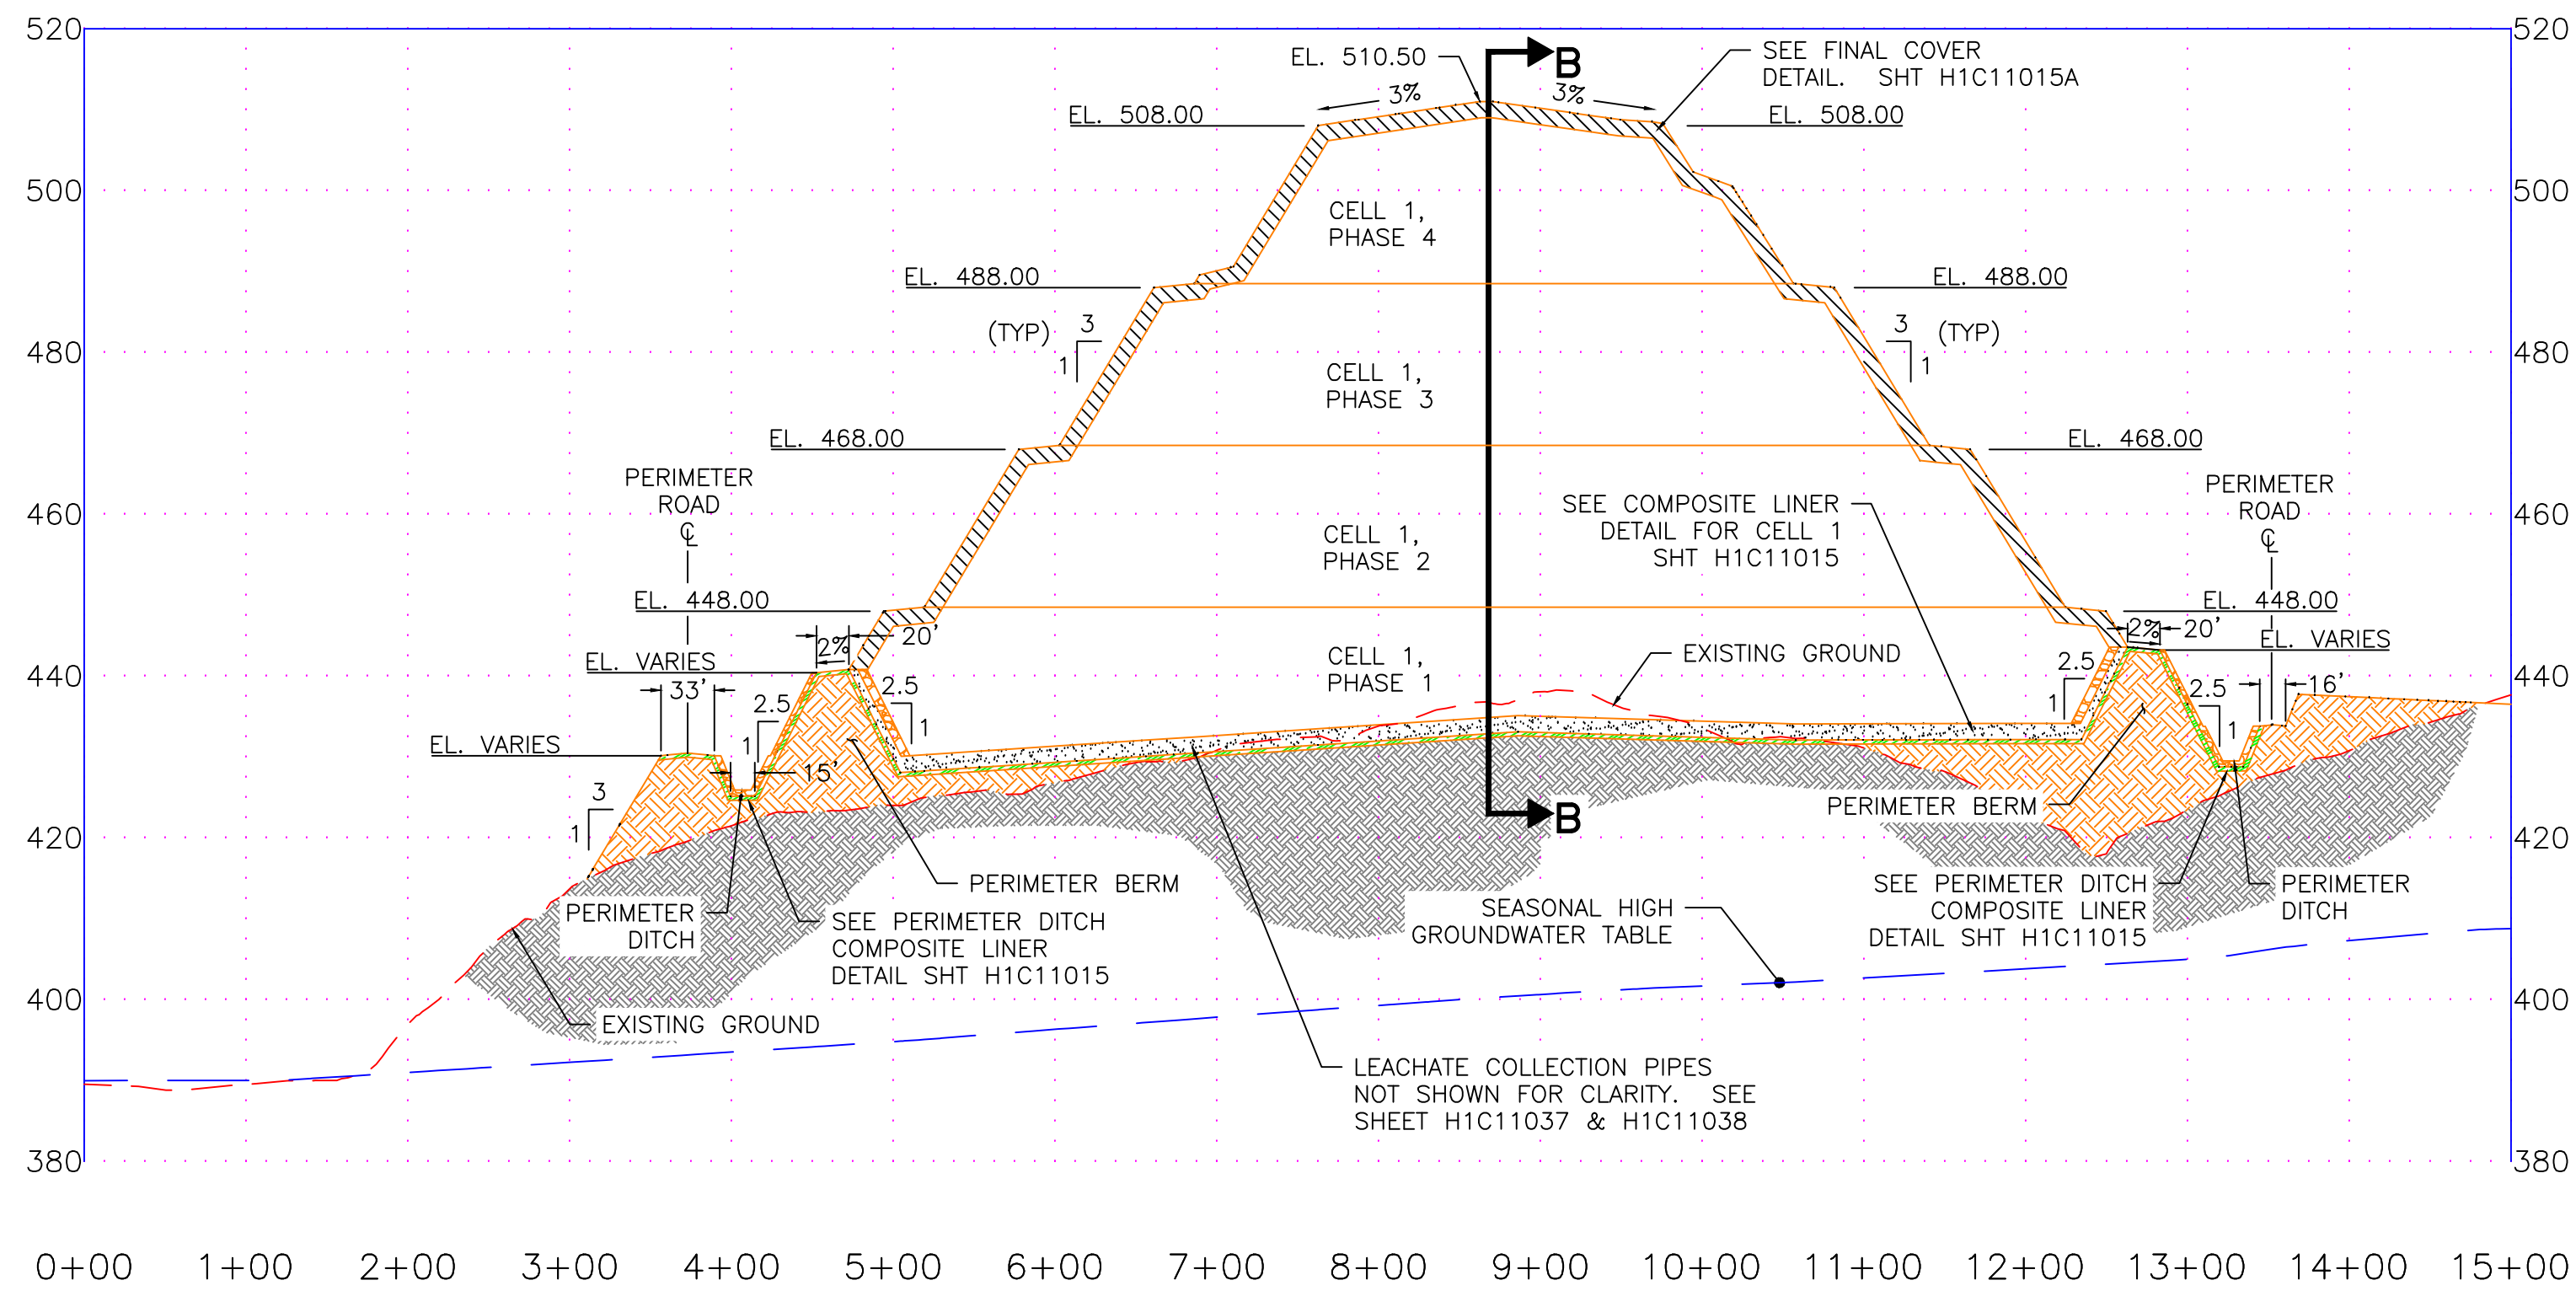 520
520
EL. 510.50
B
SEE FINAL COVER
DETAIL. SHT H1C11015A
3%
3%
EL. 508.00
EL. 508.00
500
500
CELL 1,
PHASE 4
EL. 488.00
EL. 488.00
(TYP)
3
1
3
1
(TYP)
480
480
CELL 1,
PHASE 3
EL. 468.00
EL. 468.00
PERIMETER
ROAD
℄
PERIMETER
ROAD
℄
460
460
SEE COMPOSITE LINER
DETAIL FOR CELL 1
SHT H1C11015
CELL 1,
PHASE 2
EL. 448.00
EL. 448.00
2%
20'
2%
20'
EL. VARIES
EL. VARIES
EXISTING GROUND
CELL 1,
PHASE 1
440
440
33'
2.5
1
2.5
1
2.5
1
2.5
1
16'
EL. VARIES
15'
3
1
B
PERIMETER BERM
420
420
PERIMETER BERM
PERIMETER
DITCH
SEE PERIMETER DITCH
COMPOSITE LINER
DETAIL SHT H1C11015
SEASONAL HIGH
GROUNDWATER TABLE
SEE PERIMETER DITCH
COMPOSITE LINER
DETAIL SHT H1C11015
PERIMETER
DITCH
400
400
EXISTING GROUND
LEACHATE COLLECTION PIPES
NOT SHOWN FOR CLARITY. SEE
SHEET H1C11037 & H1C11038
380
380
0+00 1+00 2+00 3+00 4+00 5+00 6+00 7+00 8+00 9+00 10+00 11+00 12+00 13+00 14+00 15+00